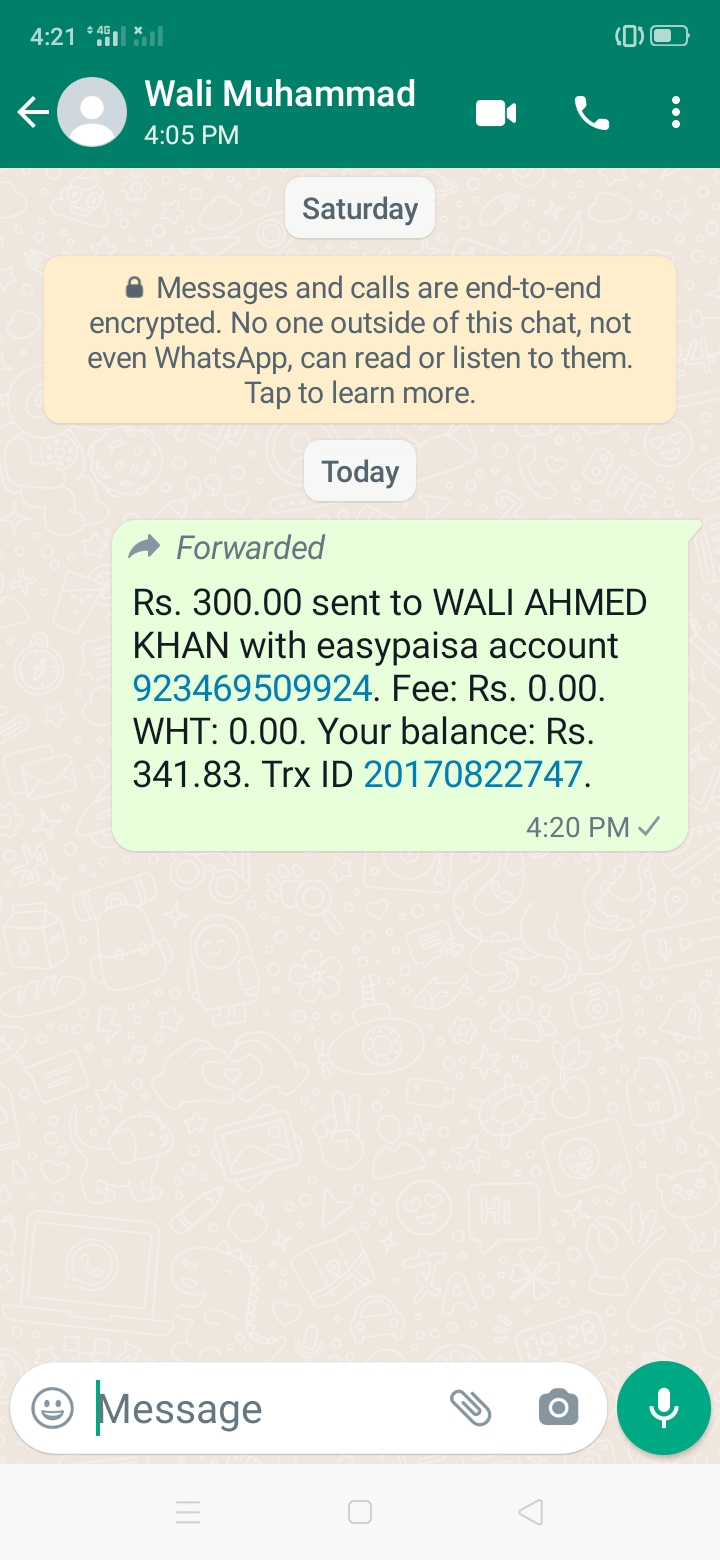 4:21 4G
Wali Muhammad
4:05 PM
Saturday
Messages and calls are end-to-end
encrypted. No one outside of this chat, not
even WhatsApp, can read or listen to them.
Tap to learn more.
Today
Forwarded
Rs. 300.00 sent to WALI AHMED
KHAN with easypaisa account
923469509924. Fee: Rs. 0.00.
WHT: 0.00. Your balance: Rs.
341.83. Trx ID 20170822747.
4:20 PM
Message